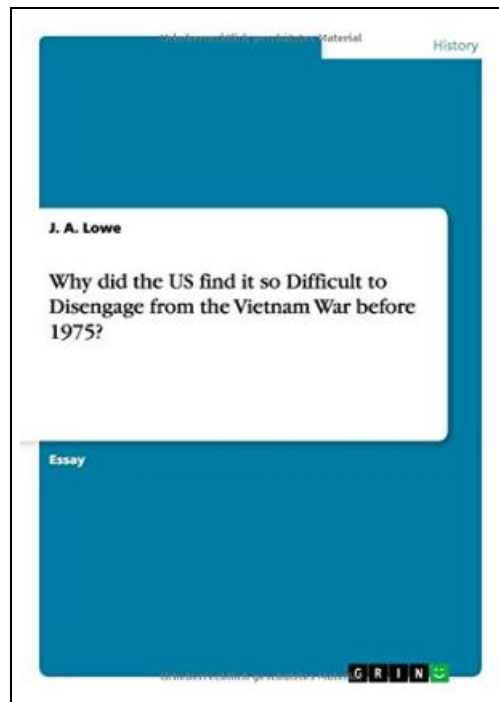 History
J. A. Lowe
Why did the US find it so Difficult to
Disengage from the Vietnam War before
1975?
Essay
GRIN